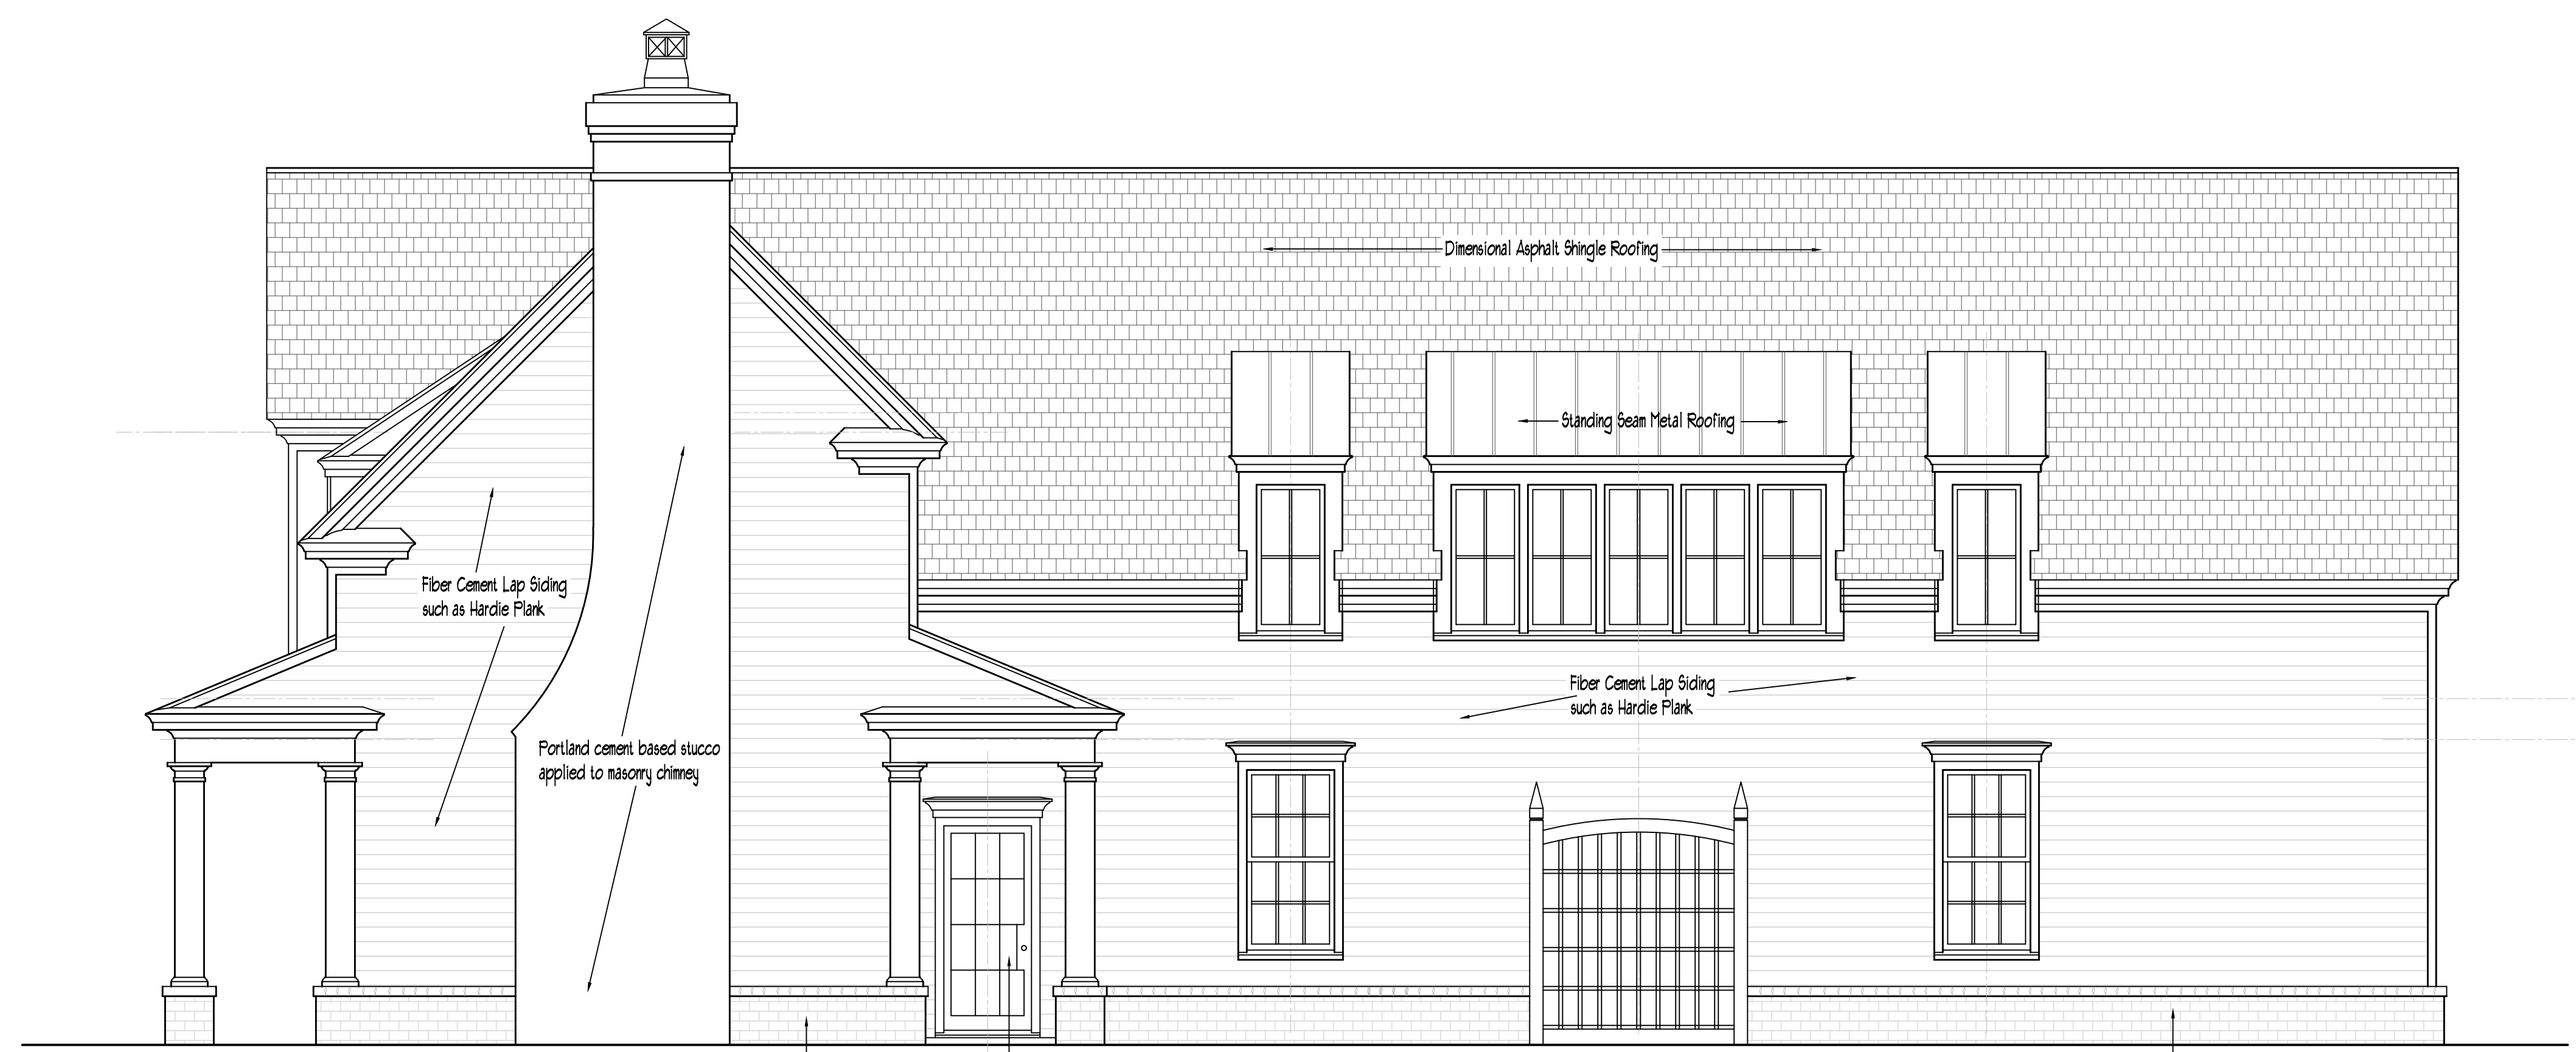 Dimensional Asphalt Shingle Roofing
Standing Seam Metal Roofing
Fiber Cement Lap Siding
such as Hardie Plank
Fiber Cement Lap Siding
such as Hardie Plank
Portland cement based stucco
applied to masonry chimney